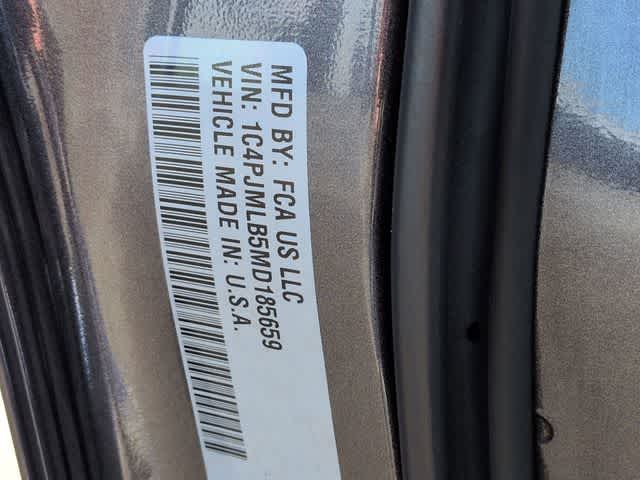 MFD BY: FCA US LLC
VIN: 1C4PJMLB5MD185659
VEHICLE MADE IN: U.S.A.